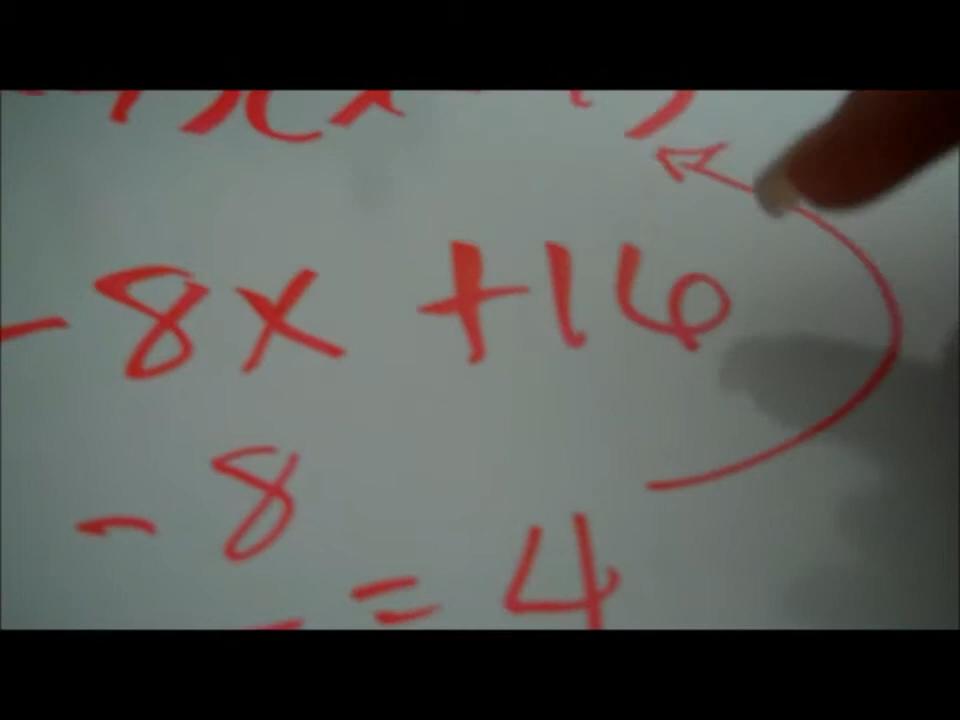 - 8x +16
- 8
= 4